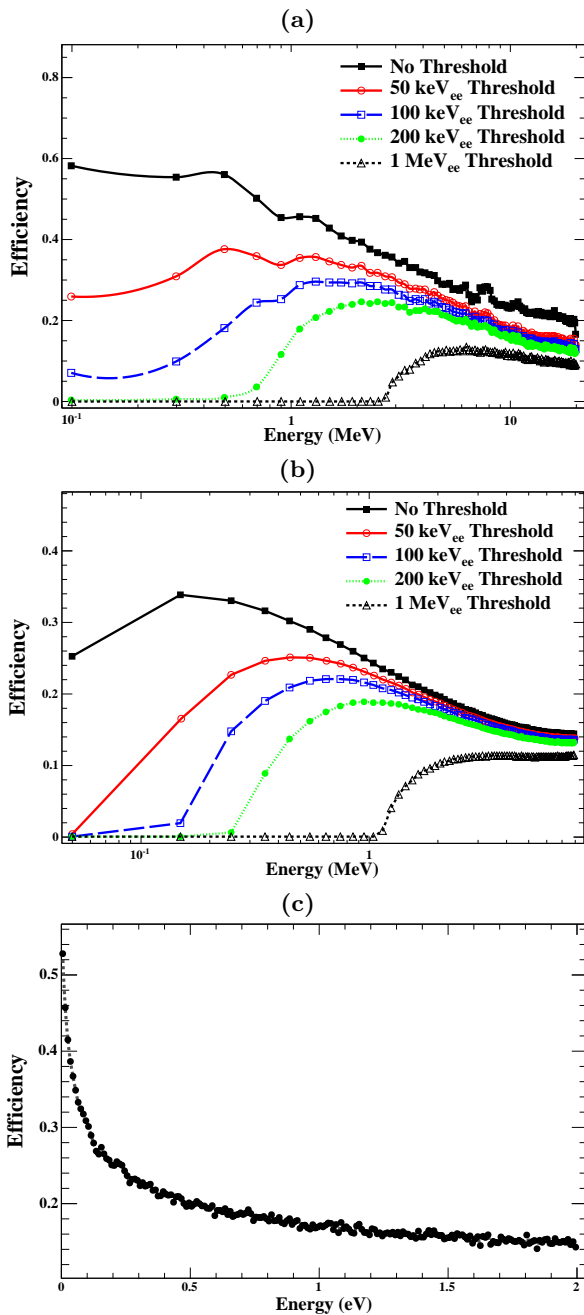 (a)
No Threshold
50 keVee Threshold
100 keVee Threshold
200 keVee Threshold
1 MeVee Threshold
0.8
0.6
0.4
0.2
0
Efficiency
10-1
1
10
Energy (MeV)
(b)
No Threshold
50 keVee Threshold
100 keVee Threshold
200 keVee Threshold
1 MeVee Threshold
0.4
0.3
0.2
0.1
0
Efficiency
10-1
1
Energy (MeV)
(c)
0.5
0.4
0.3
0.2
0.1
Efficiency
0
0.5
1
1.5
2
Energy (eV)